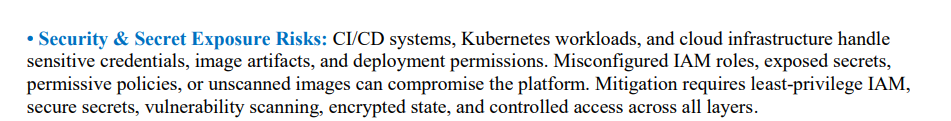 • Security & Secret Exposure Risks: CI/CD systems, Kubernetes workloads, and cloud infrastructure handle
sensitive credentials, image artifacts, and deployment permissions. Misconfigured IAM roles, exposed secrets,
permissive policies, or unscanned images can compromise the platform. Mitigation requires least-privilege IAM,
secure secrets, vulnerability scanning, encrypted state, and controlled access across all layers.